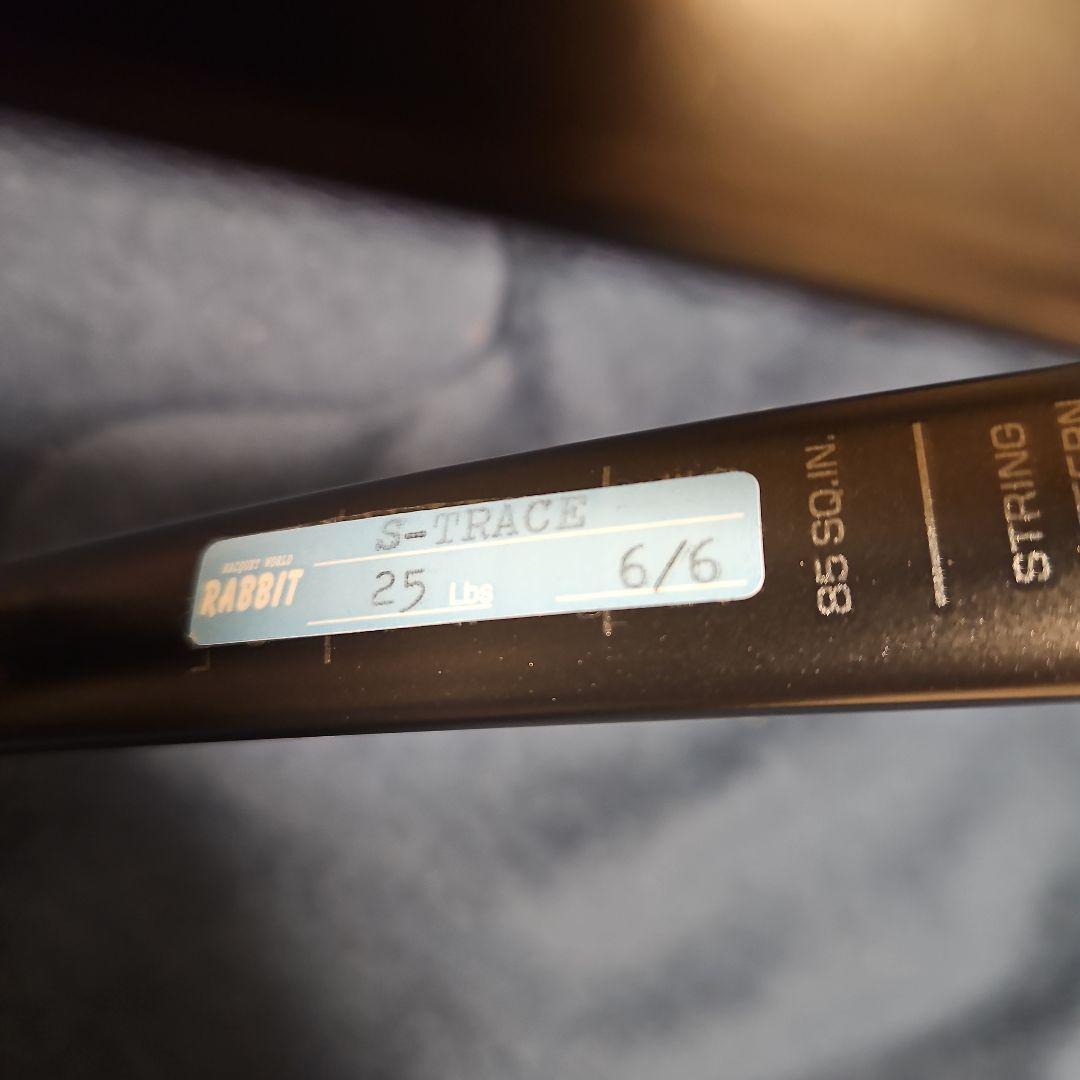 S-TRACE
RACQUET WORLD
RABBIT
25 Lbs
6/6
85 SQ.IN.
STRING